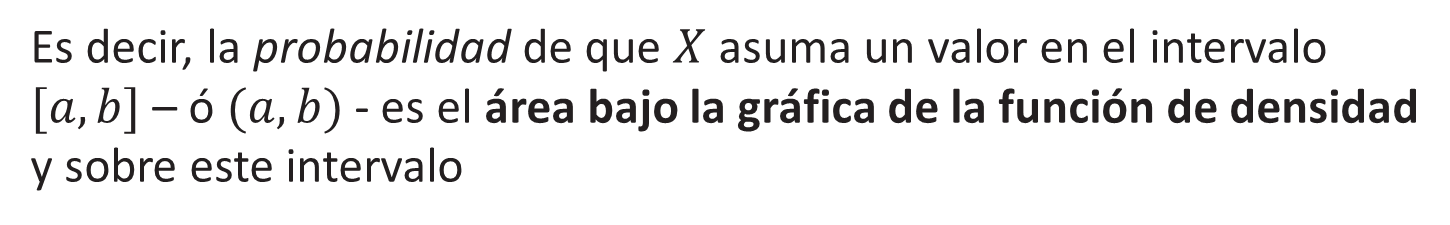 Es decir, la probabilidad de que X asuma un valor en el intervalo
[a, b] – ó (a, b) - es el área bajo la gráfica de la función de densidad
y sobre este intervalo